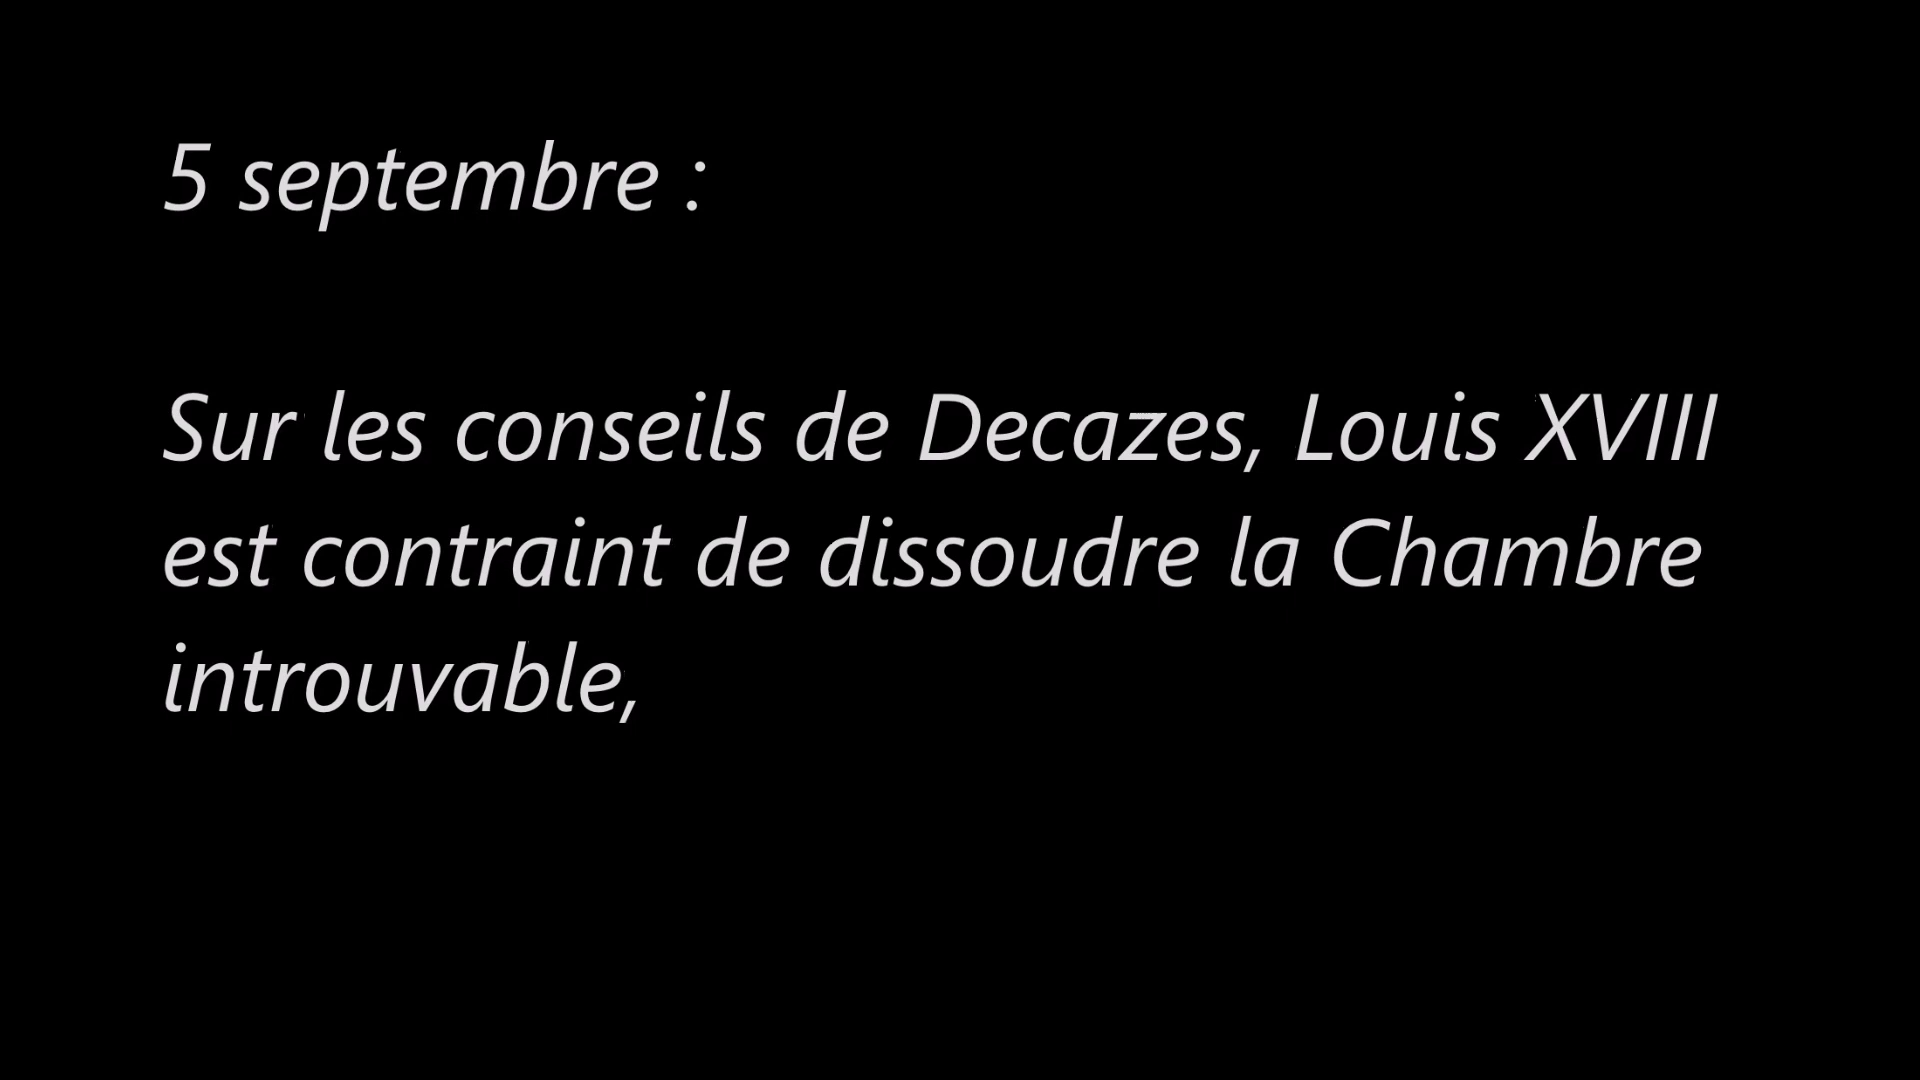 5 septembre :
Sur les conseils de Decazes, Louis XVIII
est contraint de dissoudre la Chambre
introuvable,